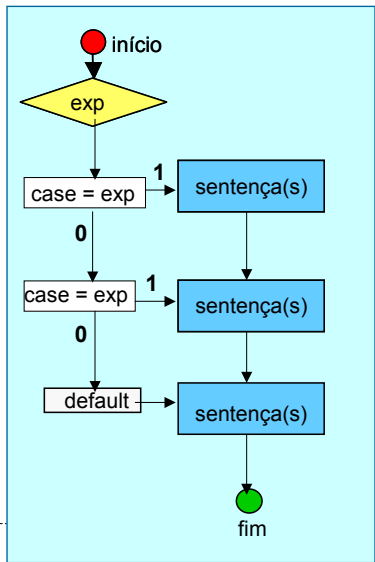 início
exp
1
case = exp
sentença(s)
0
1
case = exp
sentença(s)
0
default
sentença(s)
fim